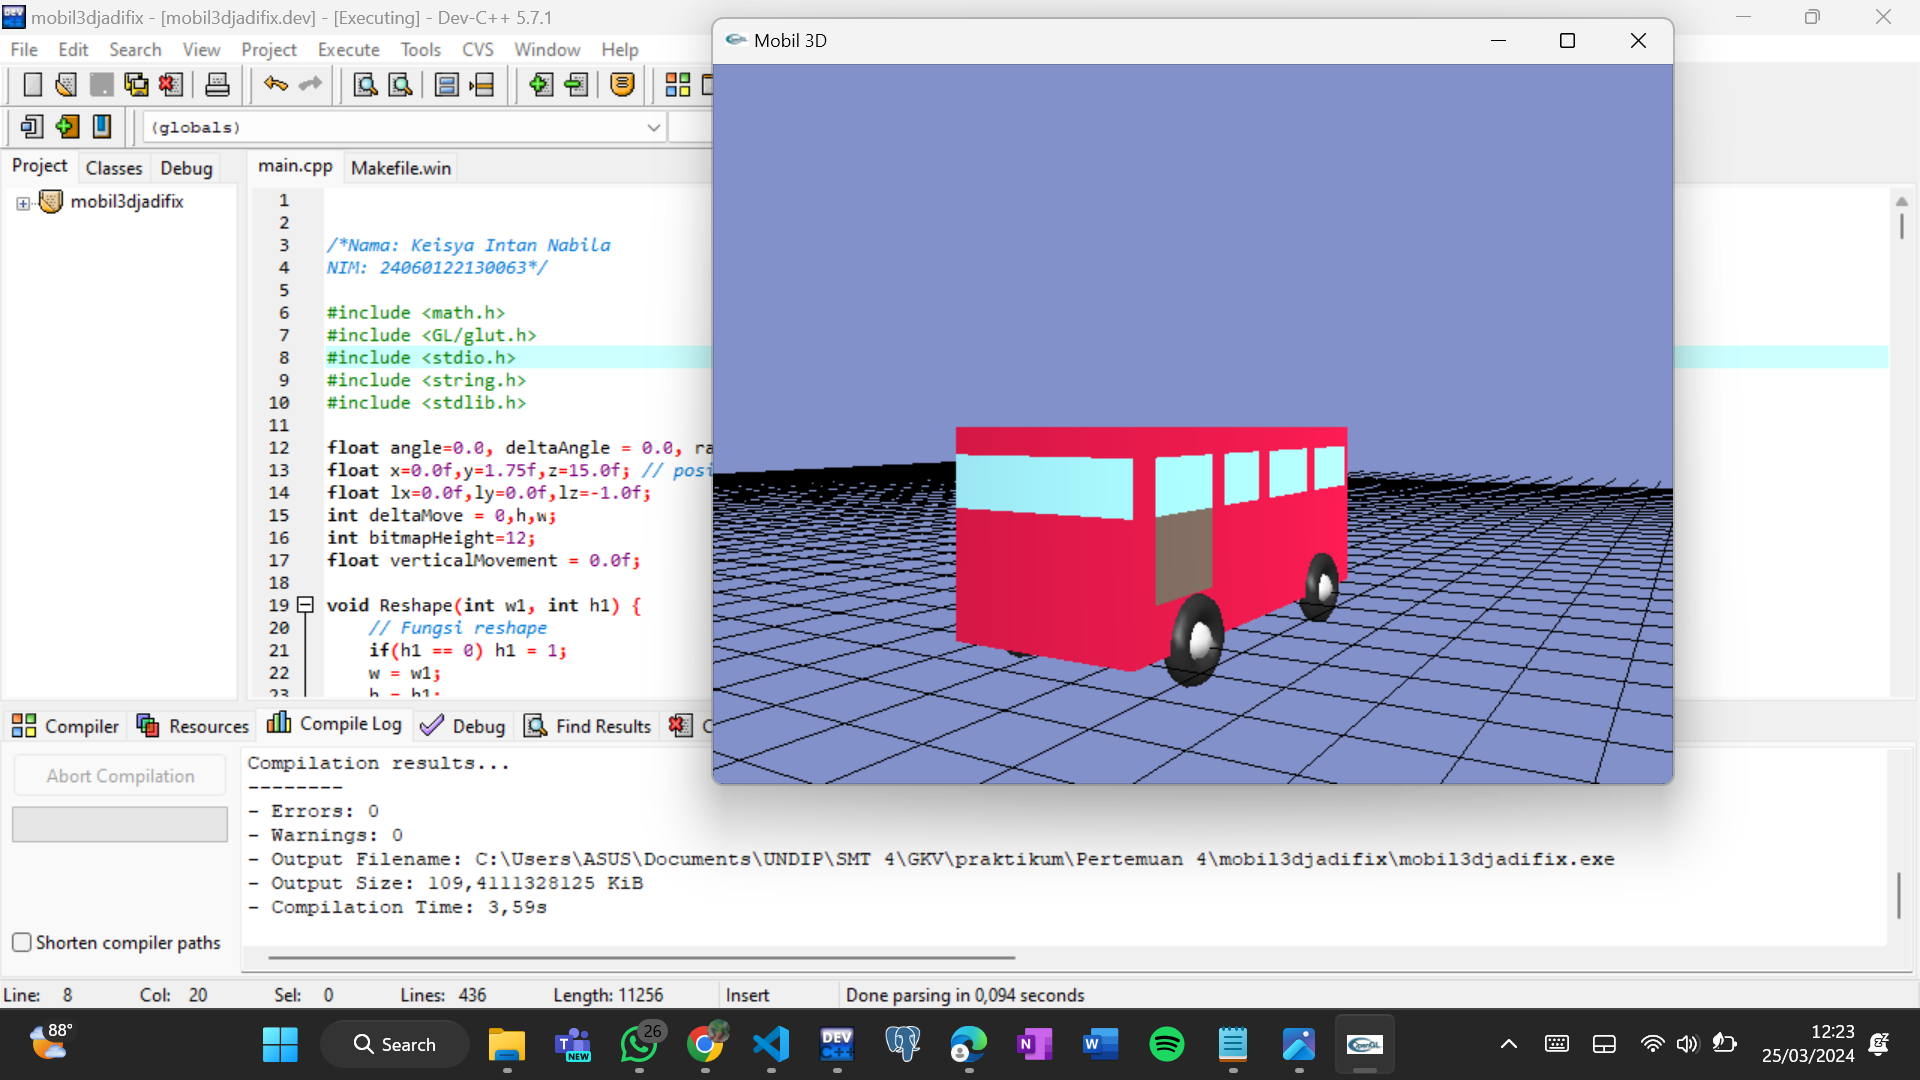 mobil3djadifix - [mobil3djadifix.dev] - [Executing] - Dev-C++ 5.7.1
File Edit Search View Project Execute Tools CVS Window Help
(globals)
Project Classes Debug
main.cpp Makefile.win
mobil3djadifix
1
2
3 /*Nama: Keisya Intan Nabila
4 NIM: 24060122130063*/
5
6 #include <math.h>
7 #include <GL/glut.h>
8 #include <stdio.h>
9 #include <string.h>
10 #include <stdlib.h>
11
12 float angle=0.0, deltaAngle = 0.0, ra
13 float x=0.0f,y=1.75f,z=15.0f; // posi
14 float lx=0.0f,ly=0.0f,lz=-1.0f;
15 int deltaMove = 0,h,w;
16 int bitmapHeight=12;
17 float verticalMovement = 0.0f;
18
19 void Reshape(int w1, int h1) {
20 // Fungsi reshape
21 if(h1 == 0) h1 = 1;
22 w = w1;
23 h = h1;
Mobil 3D
Compiler Resources Compile Log Debug Find Results C
Abort Compilation
Shorten compiler paths
Compilation results...
--------
- Errors: 0
- Warnings: 0
- Output Filename: C:\Users\ASUS\Documents\UNDIP\SMT 4\GKV\praktikum\Pertemuan 4\mobil3djadifix\mobil3djadifix.exe
- Output Size: 109,4111328125 KiB
- Compilation Time: 3,59s
Line: 8 Col: 20 Sel: 0 Lines: 436 Length: 11256 Insert Done parsing in 0,094 seconds
88°
Search
NEW
26
DEV C++
OpenGL
12:23
25/03/2024